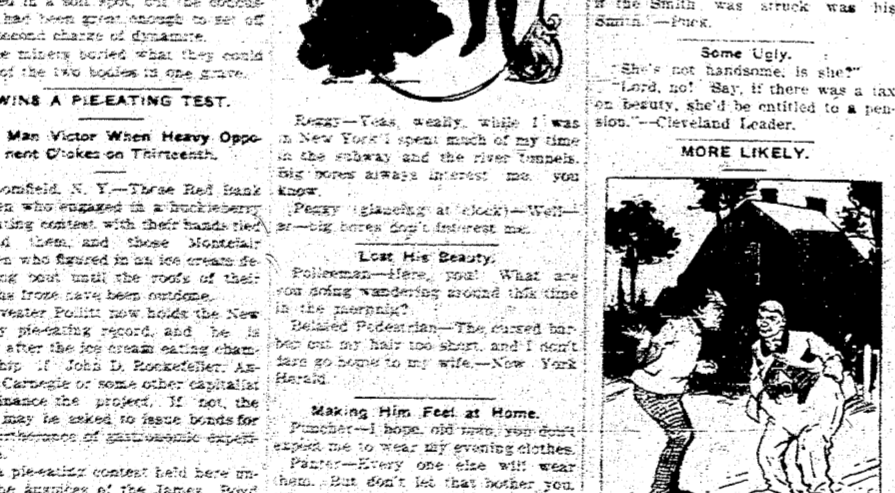 had been great enough to set off
second charge of dynamite.
miners buried what they could
of the two bodies in one grave.
WINS A PIE-EATING TEST.
Man Victor When Heavy Oppo-
nent Chokes on Thirteenth.
N. Y.—Those Red Bank
who engaged in a huckleberry
contest with their hands tied
them, and those Montclair
who figured in an ice cream
bout until the roofs of their
froze have been outdone.
Pollitt now holds the New
pie-eating record, and he is
after the ice cream eating cham-
if John D. Rockefeller,
Carnegie or some other capitalist
finance the project. If not, the
may be asked to issue bonds for
furtherance of gastronomic experi-
pie-eating contest held here un-
the auspices of the James Boyd
Reggy—Yeas, weally, while I was
in New York I spent much of my time
in the subway and the river tunnels.
Big bores always interest me, you
know.
Peggy (glancing at clock)—Well—
er—big bores don't interest me.
Lost His Beauty.
Policeman—Here, you! What are
you doing wandering around this time
in the morning?
Belated Pedestrian—The cursed bar-
ber cut my hair too short, and I don't
dare go home to my wife.—New York
Herald.
Making Him Feel at Home.
Puncher—I hope, old man, you don't
expect me to wear my evening clothes.
Panter—Every one else will wear
them. But don't let that bother you.
if the Smith was struck was his
Smith.—Puck.
Some Ugly.
"She's not handsome, is she?"
"Lord, no! Say, if there was a tax
on beauty, she'd be entitled to a pen-
sion."—Cleveland Leader.
MORE LIKELY.